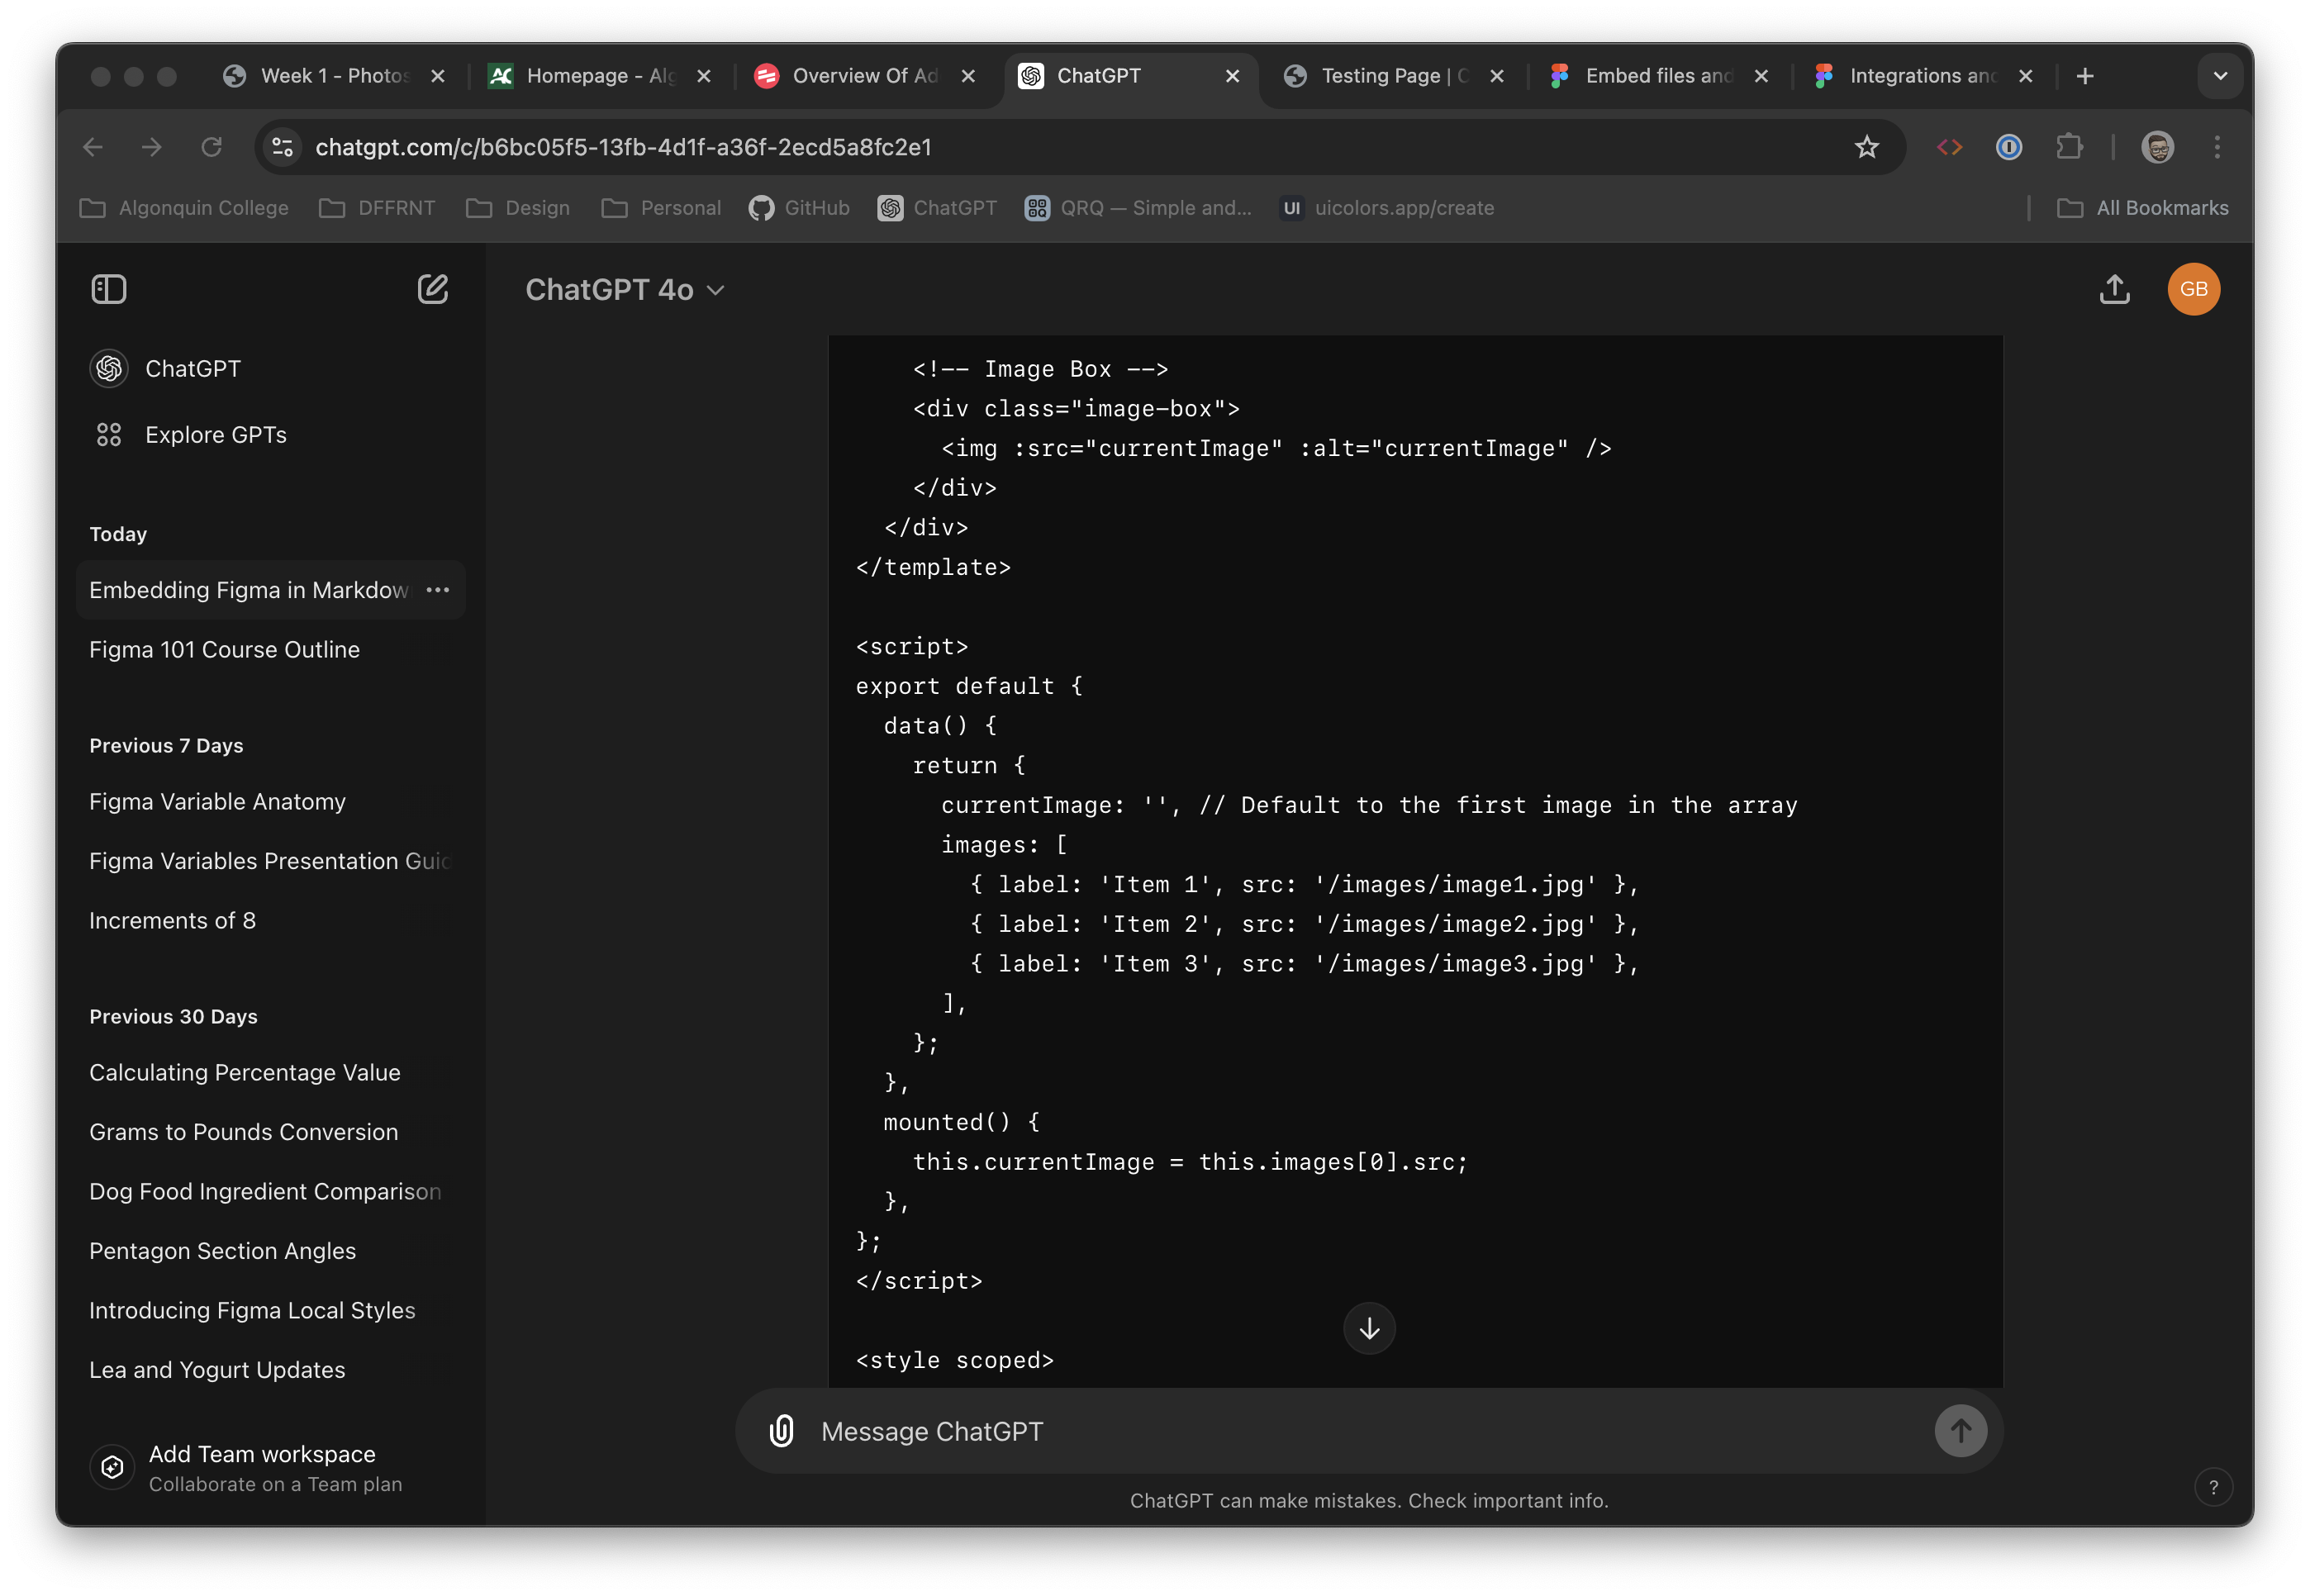 Week 1 - Photos
Homepage - Alg
Overview Of Ad
ChatGPT
Testing Page | C
Embed files and
Integrations and
chatgpt.com/c/b6bc05f5-13fb-4d1f-a36f-2ecd5a8fc2e1
Algonquin College
DFFRNT
Design
Personal
GitHub
ChatGPT
QRQ — Simple and...
UI
uicolors.app/create
All Bookmarks
ChatGPT
Explore GPTs
Today
Embedding Figma in Markdow
Figma 101 Course Outline
Previous 7 Days
Figma Variable Anatomy
Figma Variables Presentation Guid
Increments of 8
Previous 30 Days
Calculating Percentage Value
Grams to Pounds Conversion
Dog Food Ingredient Comparison
Pentagon Section Angles
Introducing Figma Local Styles
Lea and Yogurt Updates
Add Team workspace
Collaborate on a Team plan
ChatGPT 4o
GB
<!-- Image Box -->
<div class="image-box">
<img :src="currentImage" :alt="currentImage" />
</div>
</div>
</template>
<script>
export default {
data() {
return {
currentImage: '', // Default to the first image in the array
images: [
{ label: 'Item 1', src: '/images/image1.jpg' },
{ label: 'Item 2', src: '/images/image2.jpg' },
{ label: 'Item 3', src: '/images/image3.jpg' },
],
};
},
mounted() {
this.currentImage = this.images[0].src;
},
};
</script>
<style scoped>
Message ChatGPT
ChatGPT can make mistakes. Check important info.
?